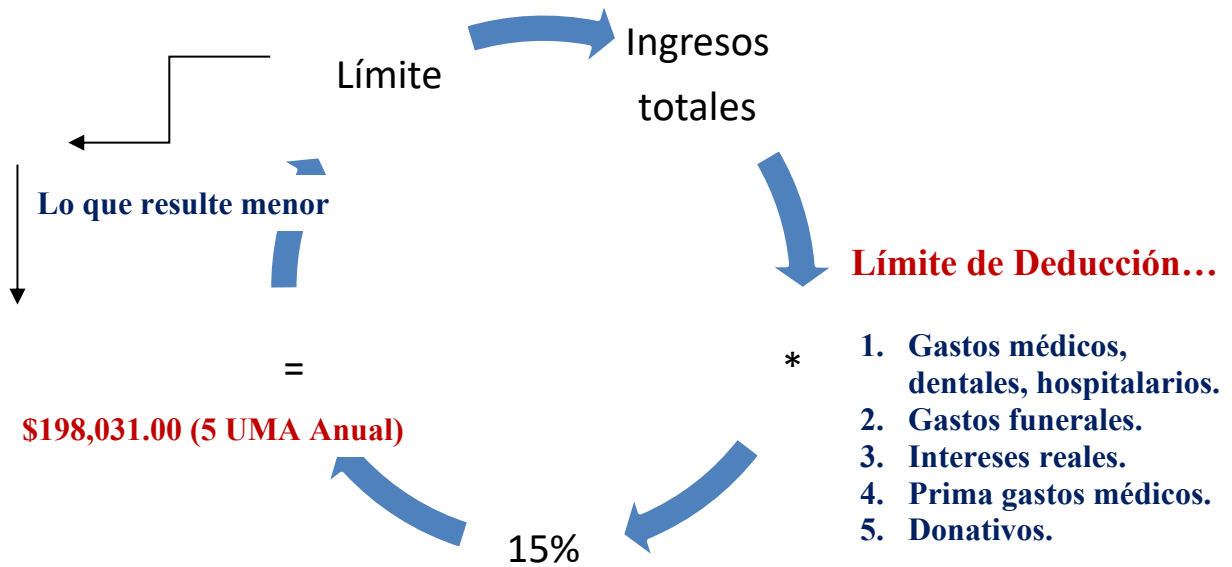 Límite
Ingresos
totales
Lo que resulte menor
Límite de Deducción…
*
1. Gastos médicos,
dentales, hospitalarios.
2. Gastos funerales.
3. Intereses reales.
4. Prima gastos médicos.
5. Donativos.
15%
=
$198,031.00 (5 UMA Anual)